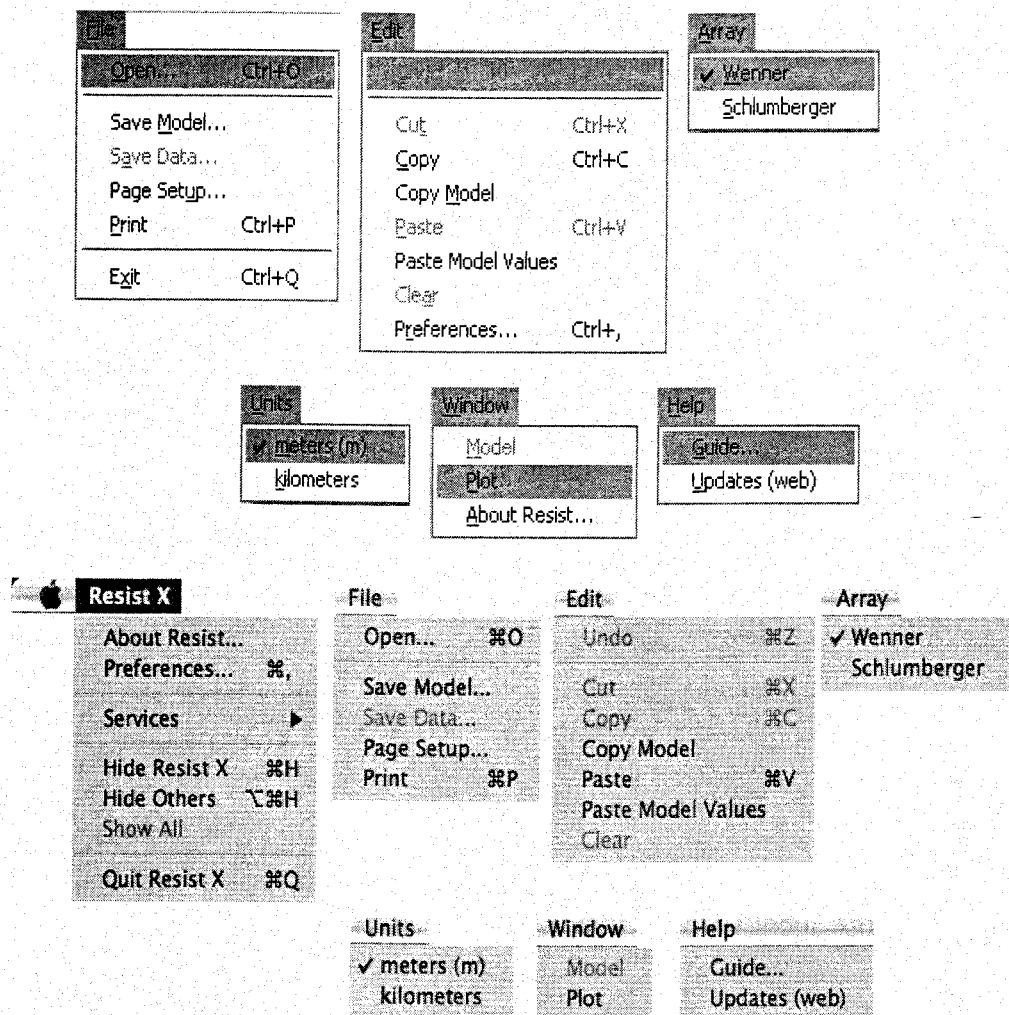 File
Open... Ctrl+O
Save Model...
Save Data...
Page Setup...
Print Ctrl+P
Exit Ctrl+Q
Edit
Cut Ctrl+X
Copy Ctrl+C
Copy Model
Paste Ctrl+V
Paste Model Values
Clear
Preferences... Ctrl+,
Array
✓ Wenner
Schlumberger
Units
✓ meters (m)
kilometers
Window
Model
Plot
About Resist...
Help
Guide...
Updates (web)
Resist X
About Resist...
Preferences... ⌘,
Services ▶
Hide Resist X ⌘H
Hide Others ⌥⌘H
Show All
Quit Resist X ⌘Q
File
Open... ⌘O
Save Model...
Save Data...
Page Setup...
Print ⌘P
Edit
Undo ⌘Z
Cut ⌘X
Copy ⌘C
Copy Model
Paste ⌘V
Paste Model Values
Clear
Array
✓ Wenner
Schlumberger
Units
✓ meters (m)
kilometers
Window
Model
Plot
Help
Guide...
Updates (web)